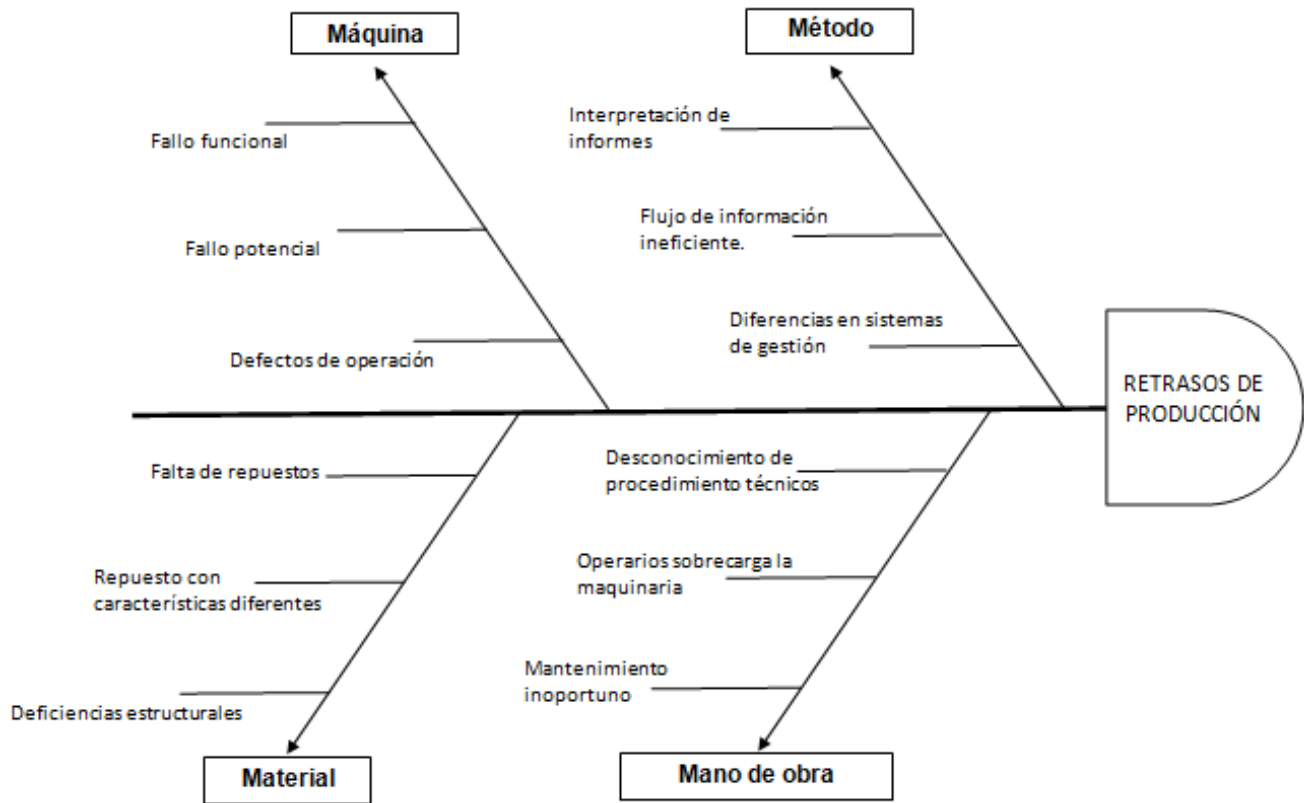 Máquina
Método
Fallo funcional
Fallo potencial
Defectos de operación
Interpretación de
informes
Flujo de información
ineficiente.
Diferencias en sistemas
de gestión
RETRASOS DE
PRODUCCIÓN
Falta de repuestos
Repuesto con
características diferentes
Deficiencias estructurales
Desconocimiento de
procedimiento técnicos
Operarios sobrecarga la
maquinaria
Mantenimiento
inoportuno
Material
Mano de obra